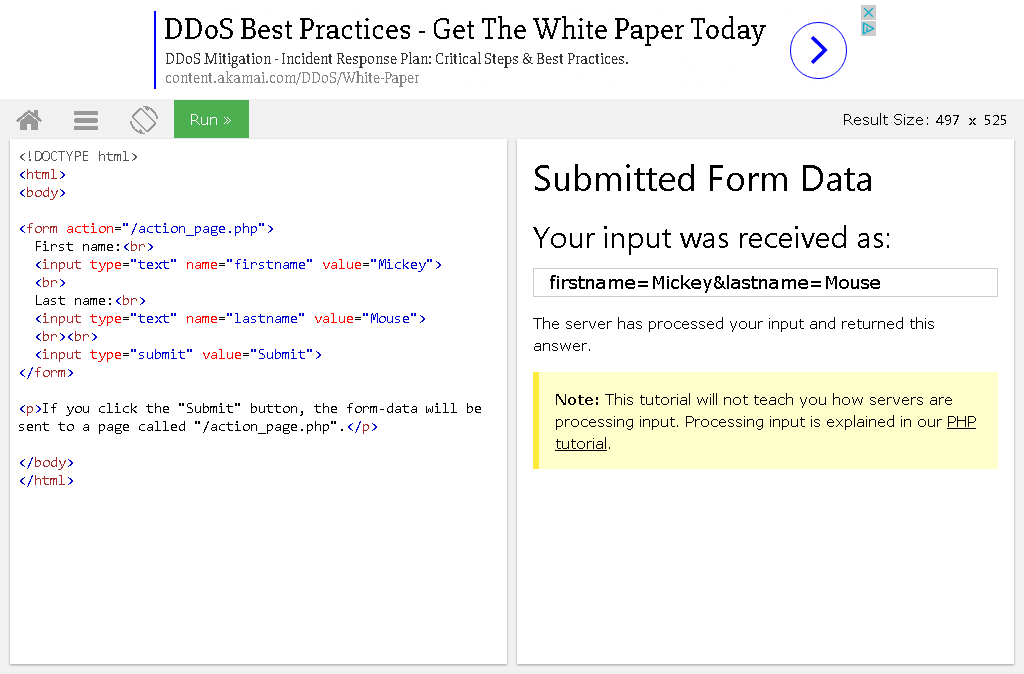 DDoS Best Practices - Get The White Paper Today
DDoS Mitigation - Incident Response Plan: Critical Steps & Best Practices.
content.akamai.com/DDoS/White-Paper
Run »
Result Size: 497 x 525
<!DOCTYPE html>
<html>
<body>
<form action="/action_page.php">
First name:<br>
<input type="text" name="firstname" value="Mickey">
<br>
Last name:<br>
<input type="text" name="lastname" value="Mouse">
<br><br>
<input type="submit" value="Submit">
</form>
<p>If you click the "Submit" button, the form-data will be
sent to a page called "/action_page.php".</p>
</body>
</html>
Submitted Form Data
Your input was received as:
firstname=Mickey&lastname=Mouse
The server has processed your input and returned this
answer.
Note: This tutorial will not teach you how servers are
processing input. Processing input is explained in our PHP
tutorial.